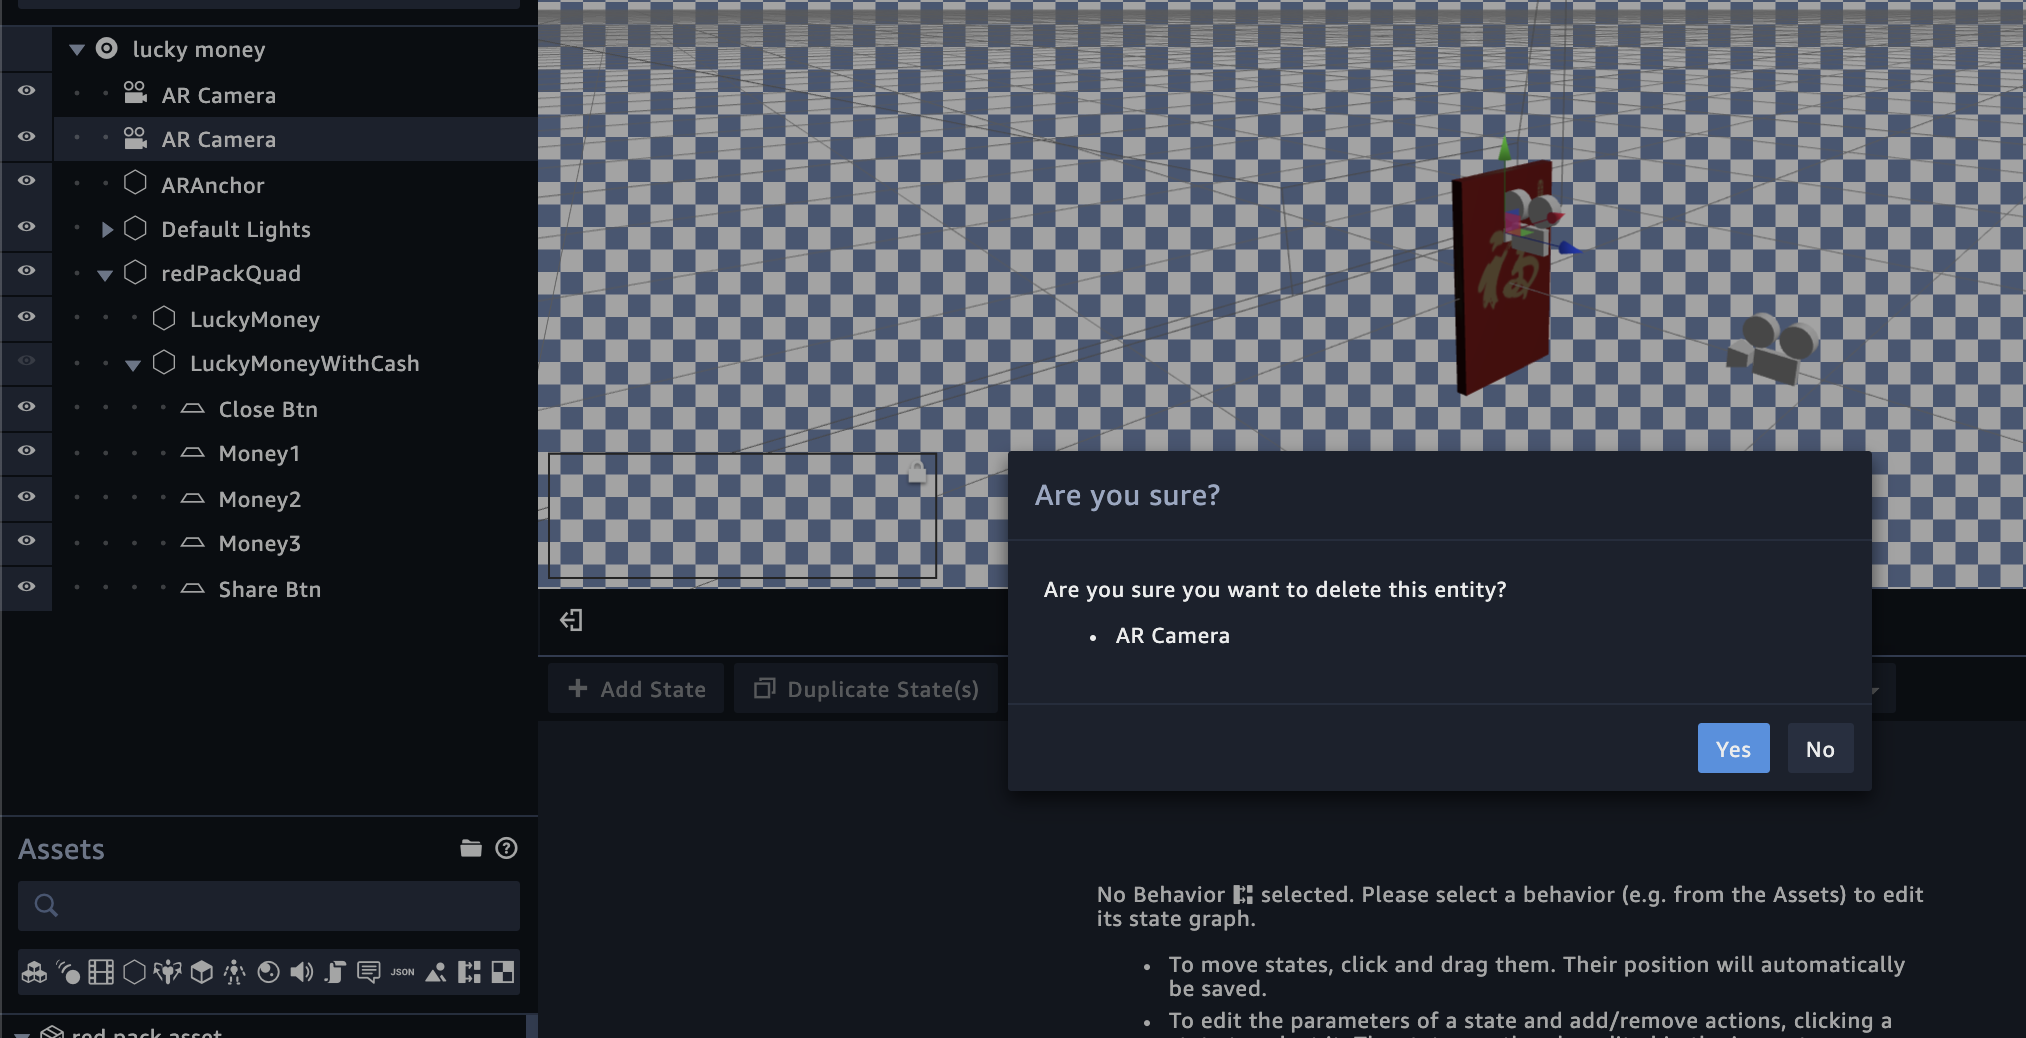 lucky money
AR Camera
AR Camera
ARAnchor
Default Lights
redPackQuad
LuckyMoney
LuckyMoneyWithCash
Close Btn
Money1
Money2
Money3
Share Btn
Assets
JSON
red pack asset
Add State
Duplicate State(s)
Are you sure?
Are you sure you want to delete this entity?
• AR Camera
Yes
No
No Behavior selected. Please select a behavior (e.g. from the Assets) to edit
its state graph.
• To move states, click and drag them. Their position will automatically
be saved.
• To edit the parameters of a state and add/remove actions, clicking a